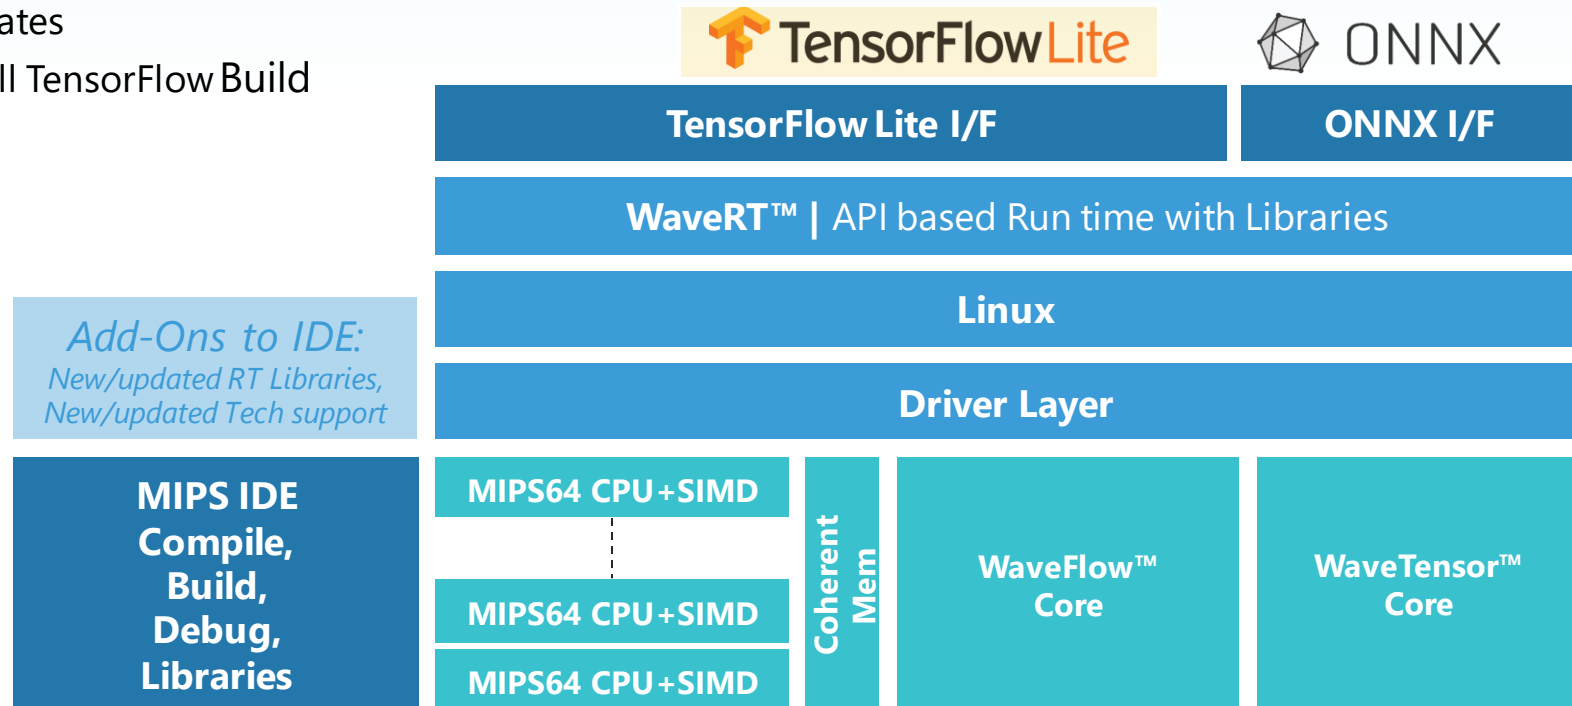 TensorFlow Lite
ONNX
TensorFlow Build
TensorFlow Lite I/F
ONNX I/F
WaveRT™ | API based Run time with Libraries
Linux
Add-Ons to IDE:
New/updated RT Libraries,
New/updated Tech support
Driver Layer
MIPS IDE
Compile,
Build,
Debug,
Libraries
MIPS64 CPU+SIMD
MIPS64 CPU+SIMD
MIPS64 CPU+SIMD
Coherent
Mem
WaveFlow™
Core
WaveTensor™
Core